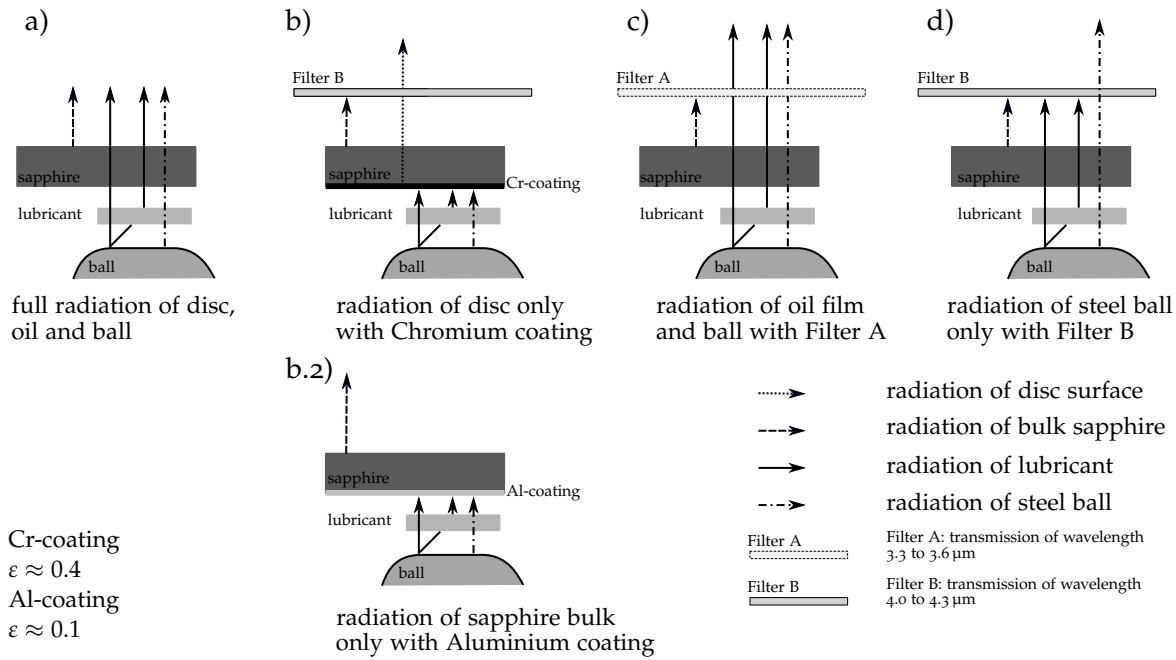 a)
sapphire
lubricant
ball
full radiation of disc,
oil and ball
b)
Filter B
sapphire
Cr-coating
lubricant
ball
radiation of disc only
with Chromium coating
c)
Filter A
sapphire
lubricant
ball
radiation of oil film
and ball with Filter A
d)
Filter B
sapphire
lubricant
ball
radiation of steel ball
only with Filter B
b.2)
sapphire
Al-coating
lubricant
ball
radiation of sapphire bulk
only with Aluminium coating
Cr-coating
ε ≈ 0.4
Al-coating
ε ≈ 0.1
radiation of disc surface
radiation of bulk sapphire
radiation of lubricant
radiation of steel ball
Filter A
Filter A: transmission of wavelength
3.3 to 3.6 µm
Filter B
Filter B: transmission of wavelength
4.0 to 4.3 µm